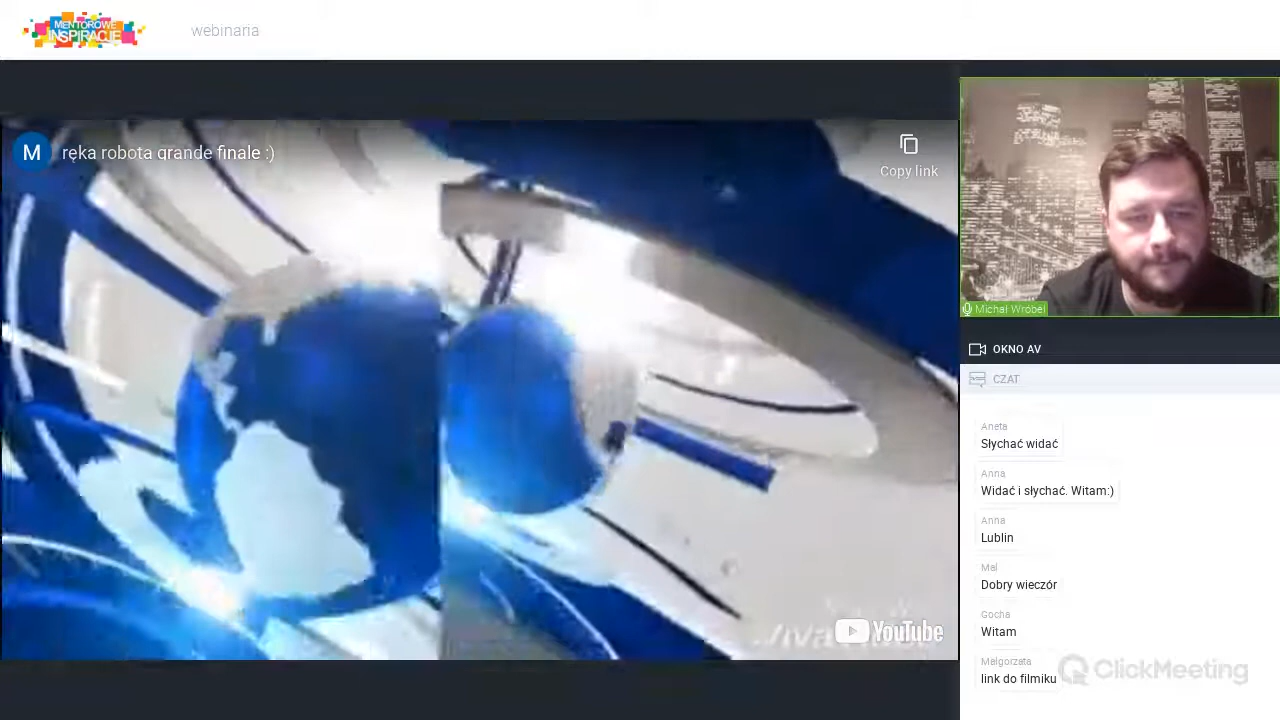 MENTOROWE
INSPIRACJE
webinaria
M
ręka robota grande finale :)
Copy link
YouTube
Michał Wróbel
OKNO AV
CZAT
Aneta
Słychać widać
Anna
Widać i słychać. Witam:)
Anna
Lublin
Mal
Dobry wieczór
Gocha
Witam
Małgorzata
link do filmiku
ClickMeeting